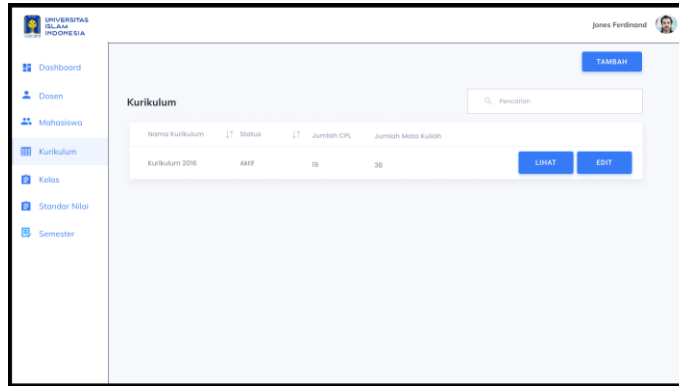 UNIVERSITAS
ISLAM
INDONESIA
Jones Ferdinand
Dashboard
Dosen
Mahasiswa
Kurikulum
Kelas
Standar Nilai
Semester
TAMBAH
Kurikulum
Pencarian
Nama Kurikulum Status Jumlah CPL Jumlah Mata Kuliah
Kurikulum 2016 Aktif 19 38 LIHAT EDIT